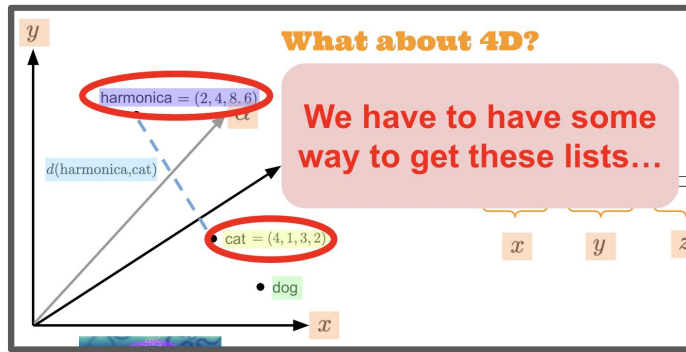 What about 4D?
y
harmonica = (2, 4, 8, 6)
We have to have some
way to get these lists...
d(harmonica,cat)
cat = (4, 1, 3, 2)
x
y
z
dog
x